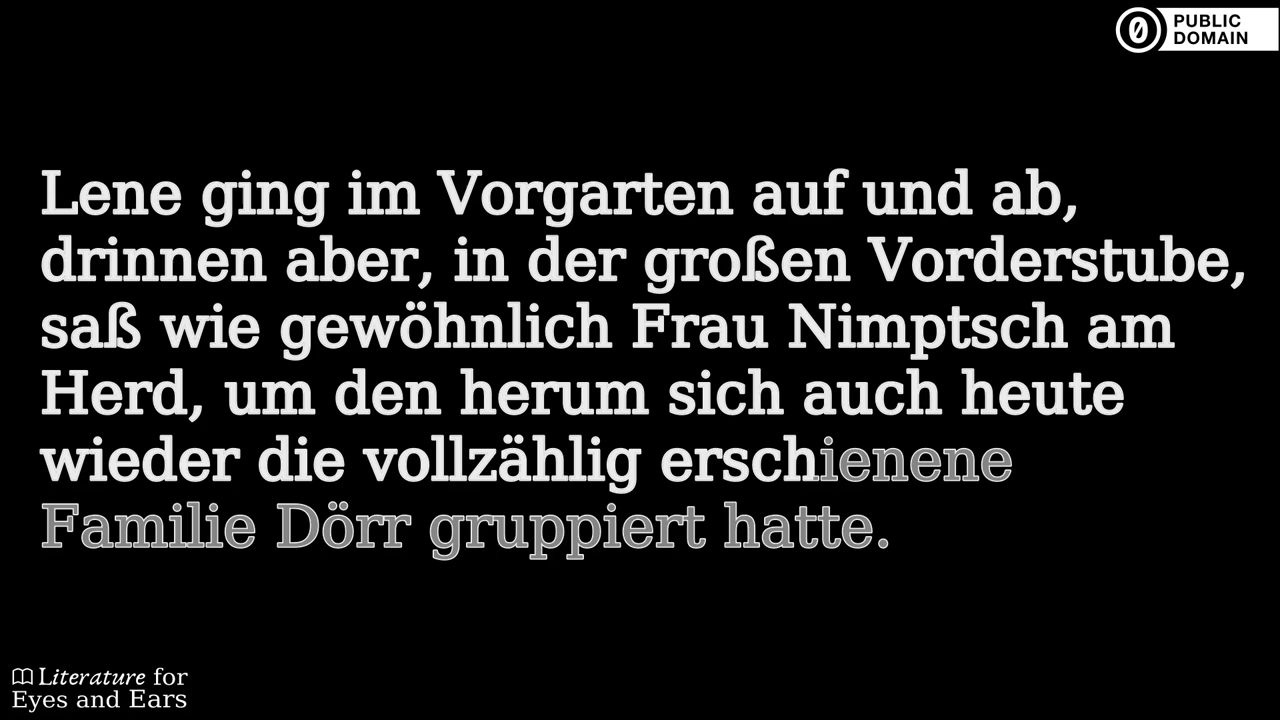 PUBLIC
DOMAIN
Lene ging im Vorgarten auf und ab,
drinnen aber, in der großen Vorderstube,
saß wie gewöhnlich Frau Nimptsch am
Herd, um den herum sich auch heute
wieder die vollzählig erschienene
Familie Dörr gruppiert hatte.
Literature for
Eyes and Ears